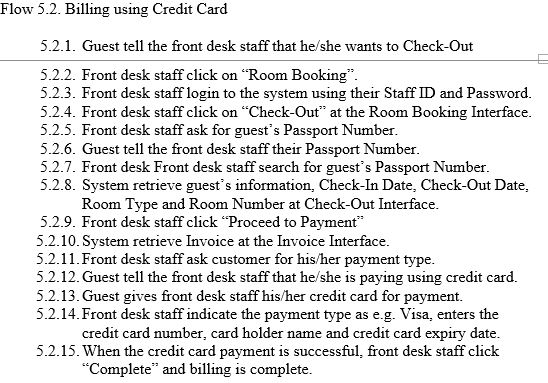 Flow 5.2. Billing using Credit Card
5.2.1. Guest tell the front desk staff that he/she wants to Check-Out
5.2.2. Front desk staff click on “Room Booking”.
5.2.3. Front desk staff login to the system using their Staff ID and Password.
5.2.4. Front desk staff click on “Check-Out” at the Room Booking Interface.
5.2.5. Front desk staff ask for guest’s Passport Number.
5.2.6. Guest tell the front desk staff their Passport Number.
5.2.7. Front desk Front desk staff search for guest’s Passport Number.
5.2.8. System retrieve guest’s information, Check-In Date, Check-Out Date,
Room Type and Room Number at Check-Out Interface.
5.2.9. Front desk staff click “Proceed to Payment”
5.2.10. System retrieve Invoice at the Invoice Interface.
5.2.11. Front desk staff ask customer for his/her payment type.
5.2.12. Guest tell the front desk staff that he/she is paying using credit card.
5.2.13. Guest gives front desk staff his/her credit card for payment.
5.2.14. Front desk staff indicate the payment type as e.g. Visa, enters the
credit card number, card holder name and credit card expiry date.
5.2.15. When the credit card payment is successful, front desk staff click
“Complete” and billing is complete.